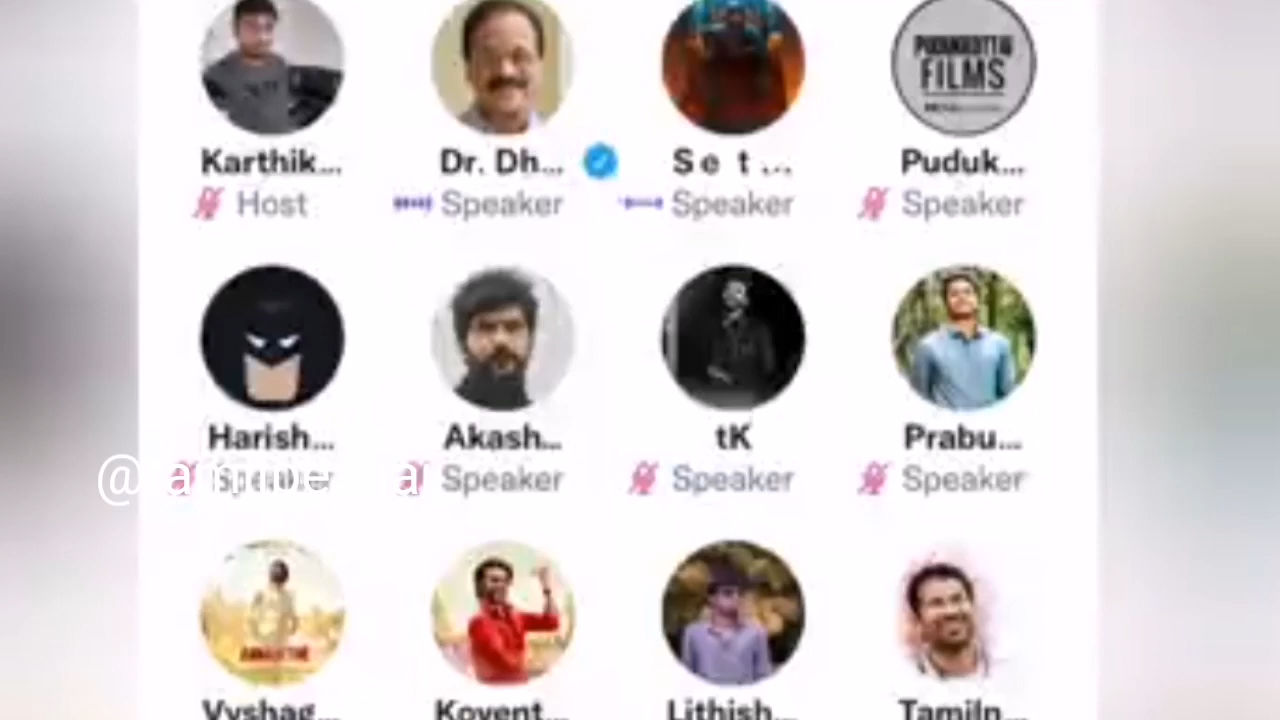 PUDUKKOTTAI
FILMS
Karthik... Dr. Dh... S e t ... Puduk...
Host Speaker Speaker Speaker
Harish... Akash... tK Prabu...
Speaker Speaker Speaker
Vyshag... Kovent... Lithish... Tamiln...